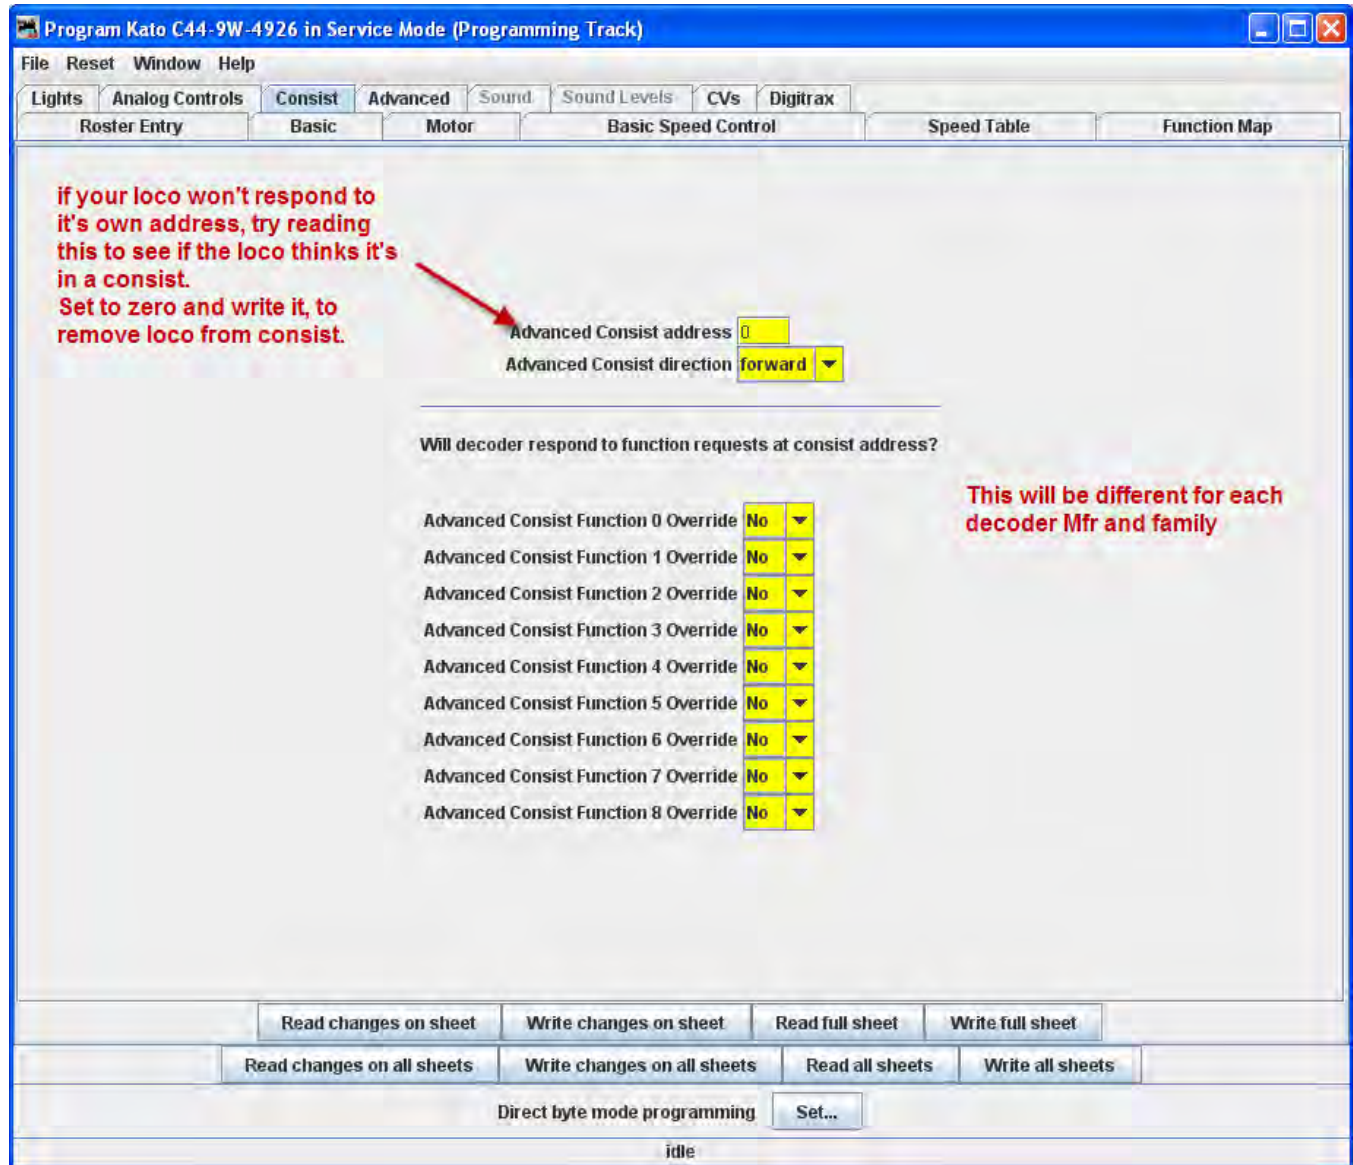 Program Kato C44-9W-4926 in Service Mode (Programming Track)
File Reset Window Help
Lights Analog Controls Consist Advanced Sound Sound Levels CVs Digitrax
Roster Entry Basic Motor Basic Speed Control Speed Table Function Map
if your loco won't respond to
it's own address, try reading
this to see if the loco thinks it's
in a consist.
Set to zero and write it, to
remove loco from consist.
Advanced Consist address 0
Advanced Consist direction forward
Will decoder respond to function requests at consist address?
This will be different for each
decoder Mfr and family
Advanced Consist Function 0 Override No
Advanced Consist Function 1 Override No
Advanced Consist Function 2 Override No
Advanced Consist Function 3 Override No
Advanced Consist Function 4 Override No
Advanced Consist Function 5 Override No
Advanced Consist Function 6 Override No
Advanced Consist Function 7 Override No
Advanced Consist Function 8 Override No
Read changes on sheet Write changes on sheet Read full sheet Write full sheet
Read changes on all sheets Write changes on all sheets Read all sheets Write all sheets
Direct byte mode programming Set...
idle